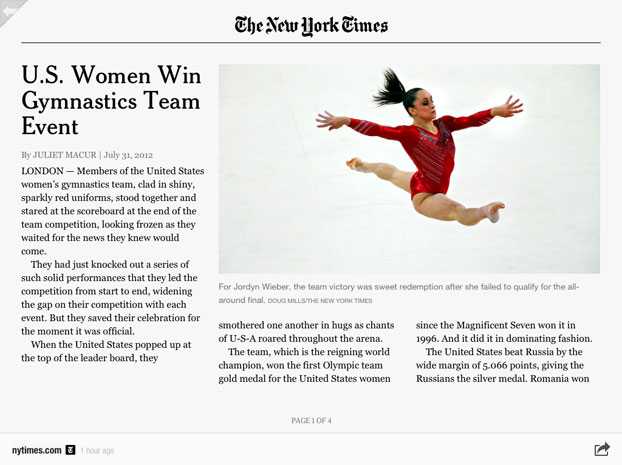 The New York Times
U.S. Women Win
Gymnastics Team
Event
By JULIET MACUR | July 31, 2012
LONDON — Members of the United States
women's gymnastics team, clad in shiny,
sparkly red uniforms, stood together and
stared at the scoreboard at the end of the
team competition, looking frozen as they
waited for the news they knew would
come.
They had just knocked out a series of
such solid performances that they led the
competition from start to end, widening
the gap on their competition with each
event. But they saved their celebration for
the moment it was official.
When the United States popped up at
the top of the leader board, they
For Jordyn Wieber, the team victory was sweet redemption after she failed to qualify for the all-
around final. DOUG MILLS/THE NEW YORK TIMES
smothered one another in hugs as chants
of U-S-A roared throughout the arena.
The team, which is the reigning world
champion, won the first Olympic team
gold medal for the United States women
since the Magnificent Seven won it in
1996. And it did it in dominating fashion.
The United States beat Russia by the
wide margin of 5.066 points, giving the
Russians the silver medal. Romania won
PAGE 1 OF 4
nytimes.com 1 hour ago